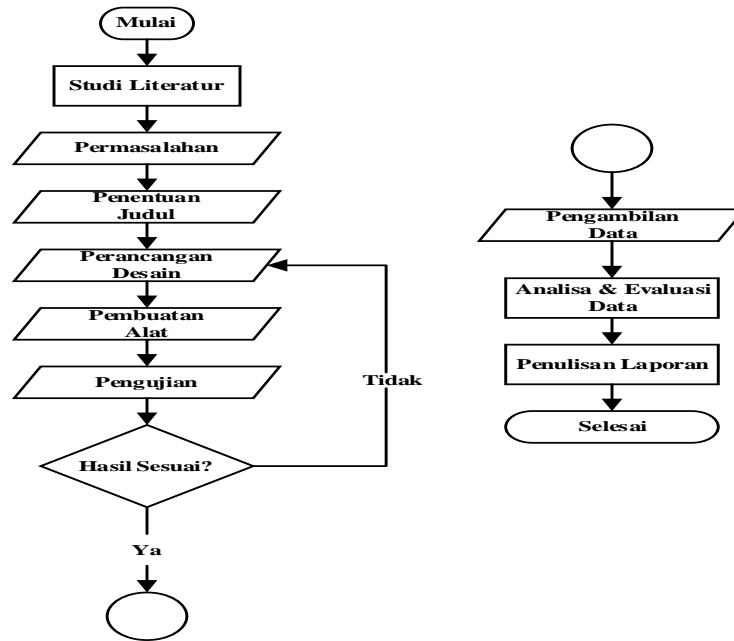 Mulai
Studi Literatur
Permasalahan
Penentuan
Judul
Perancangan
Desain
Pembuatan
Alat
Pengujian
Tidak
Hasil Sesuai?
Ya
Pengambilan
Data
Analisa & Evaluasi
Data
Penulisan Laporan
Selesai